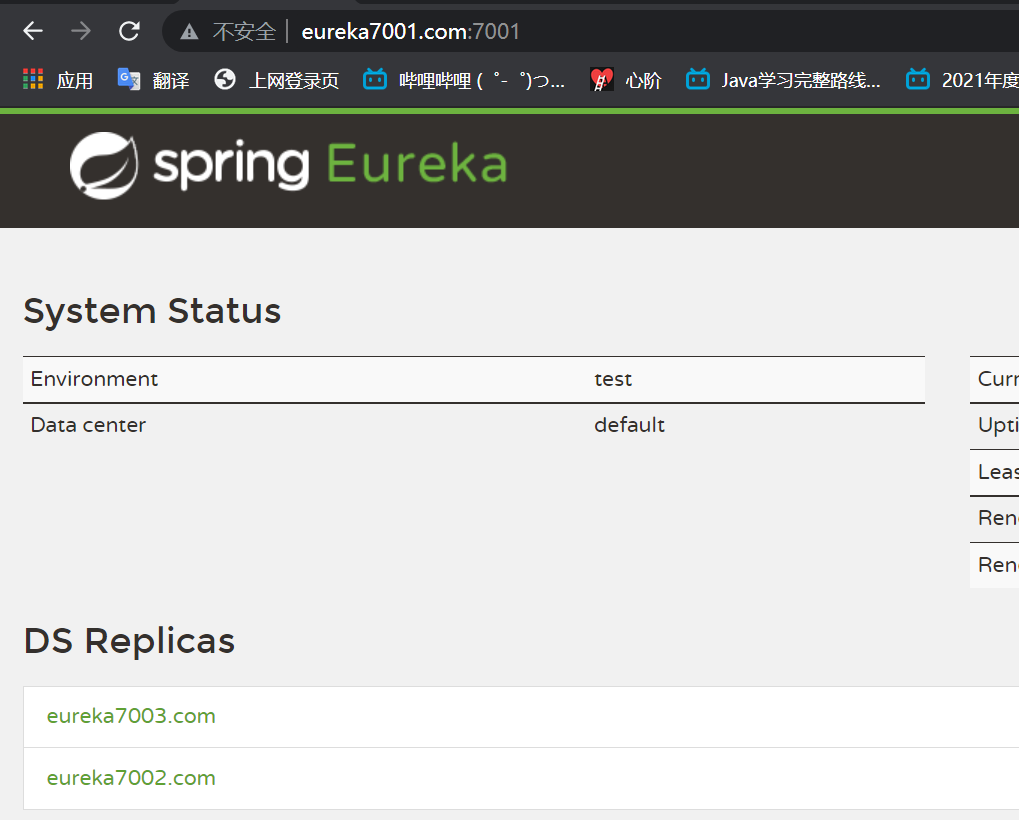 不安全 eureka7001.com:7001
应用 翻译 上网登录页 哔哩哔哩 ( ゜- ゜)つ... 心阶 Java学习完整路线... 2021年度
spring Eureka
System Status
Environment test Curr
Data center default Upti
Leas
Ren
Ren
DS Replicas
eureka7003.com
eureka7002.com